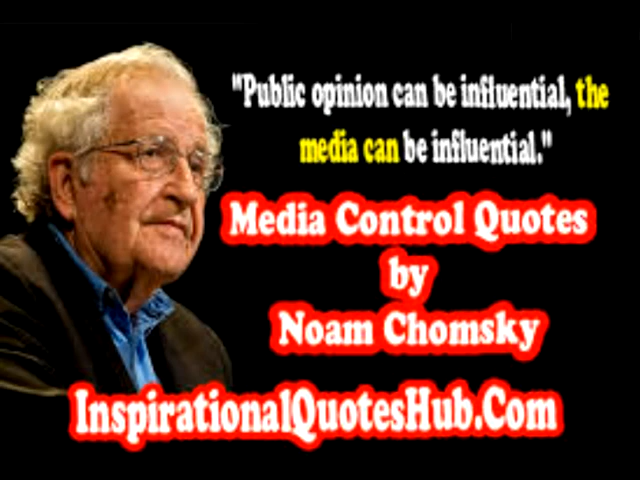 "Public opinion can be influential, the
media can be influential."
Media Control Quotes
by
Noam Chomsky
InspirationalQuotesHub.Com